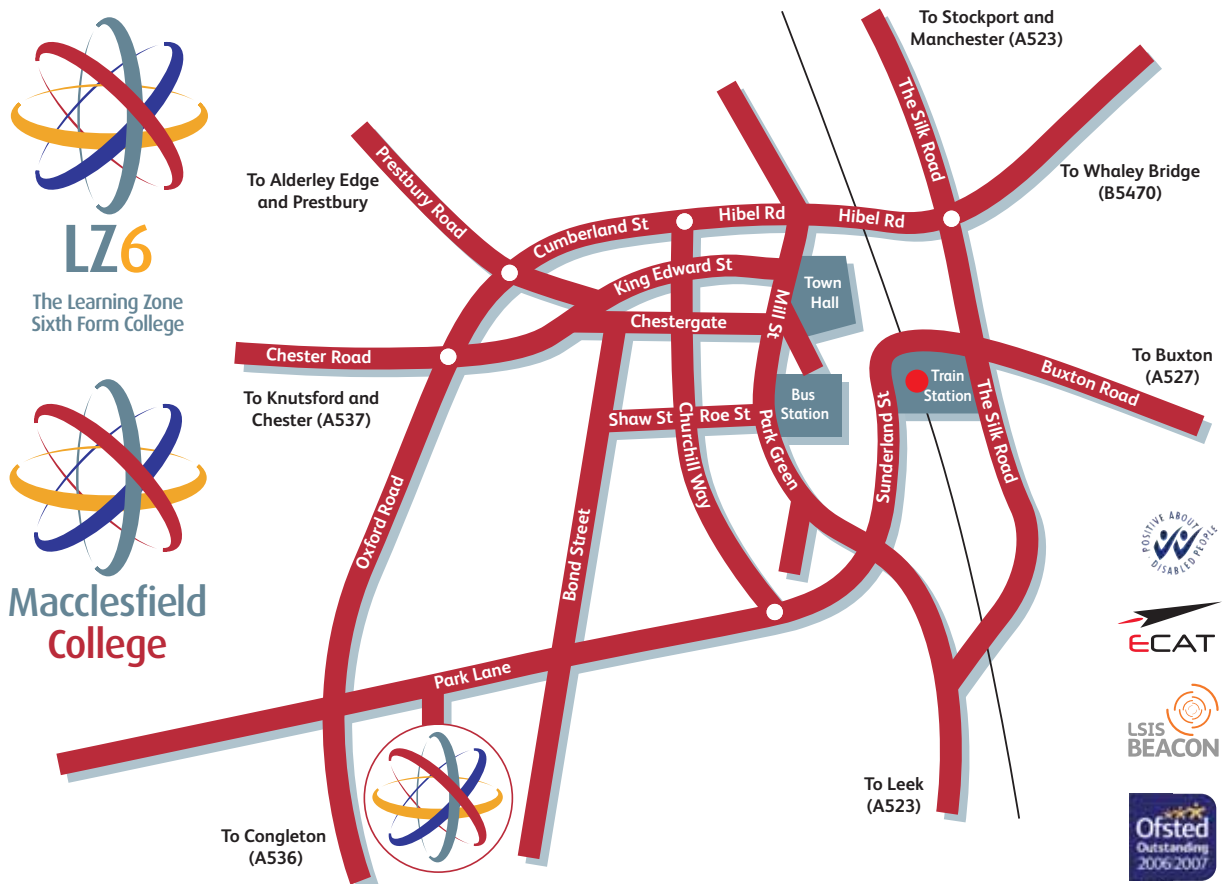 LZ6
The Learning Zone
Sixth Form College
Macclesfield
College
To Stockport and
Manchester (A523)
The Silk Road
To Whaley Bridge
(B5470)
To Alderley Edge
and Prestbury
Prestbury Road
Cumberland St
Hibel Rd
Hibel Rd
King Edward St
Town
Hall
Mill St
Chestergate
Chester Road
To Knutsford and
Chester (A537)
Train
Station
Buxton Road
To Buxton
(A527)
Bus
Station
Shaw St
Roe St
Churchill Way
Park Green
Sunderland St
The Silk Road
Oxford Road
Bond Street
Park Lane
To Leek
(A523)
To Congleton
(A536)
POSITIVE ABOUT
DISABLED PEOPLE
ECAT
LSIS
BEACON
Ofsted
Outstanding
2006/2007